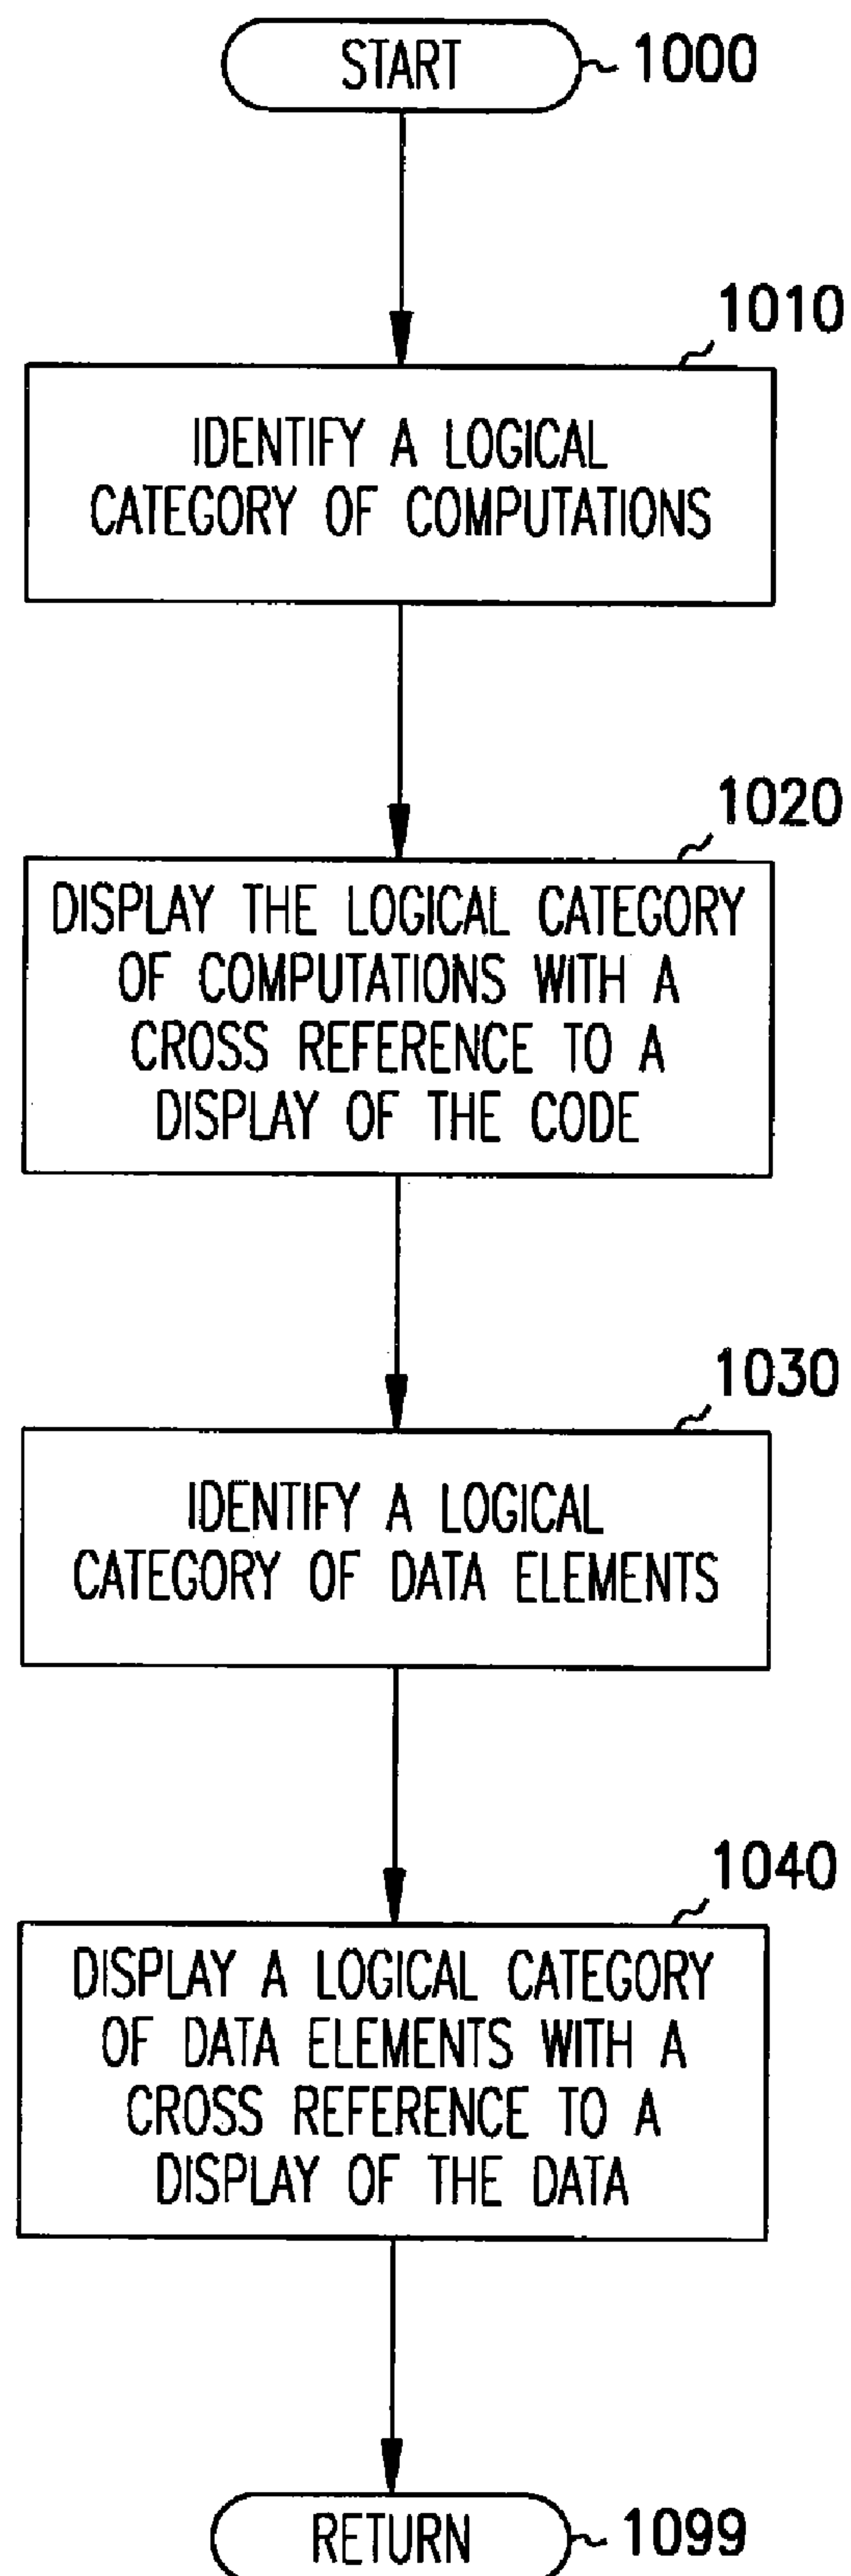 START
1000
1010
IDENTIFY A LOGICAL
CATEGORY OF COMPUTATIONS
1020
DISPLAY THE LOGICAL CATEGORY
OF COMPUTATIONS WITH A
CROSS REFERENCE TO A
DISPLAY OF THE CODE
1030
IDENTIFY A LOGICAL
CATEGORY OF DATA ELEMENTS
1040
DISPLAY A LOGICAL CATEGORY
OF DATA ELEMENTS WITH A
CROSS REFERENCE TO A
DISPLAY OF THE DATA
RETURN
1099